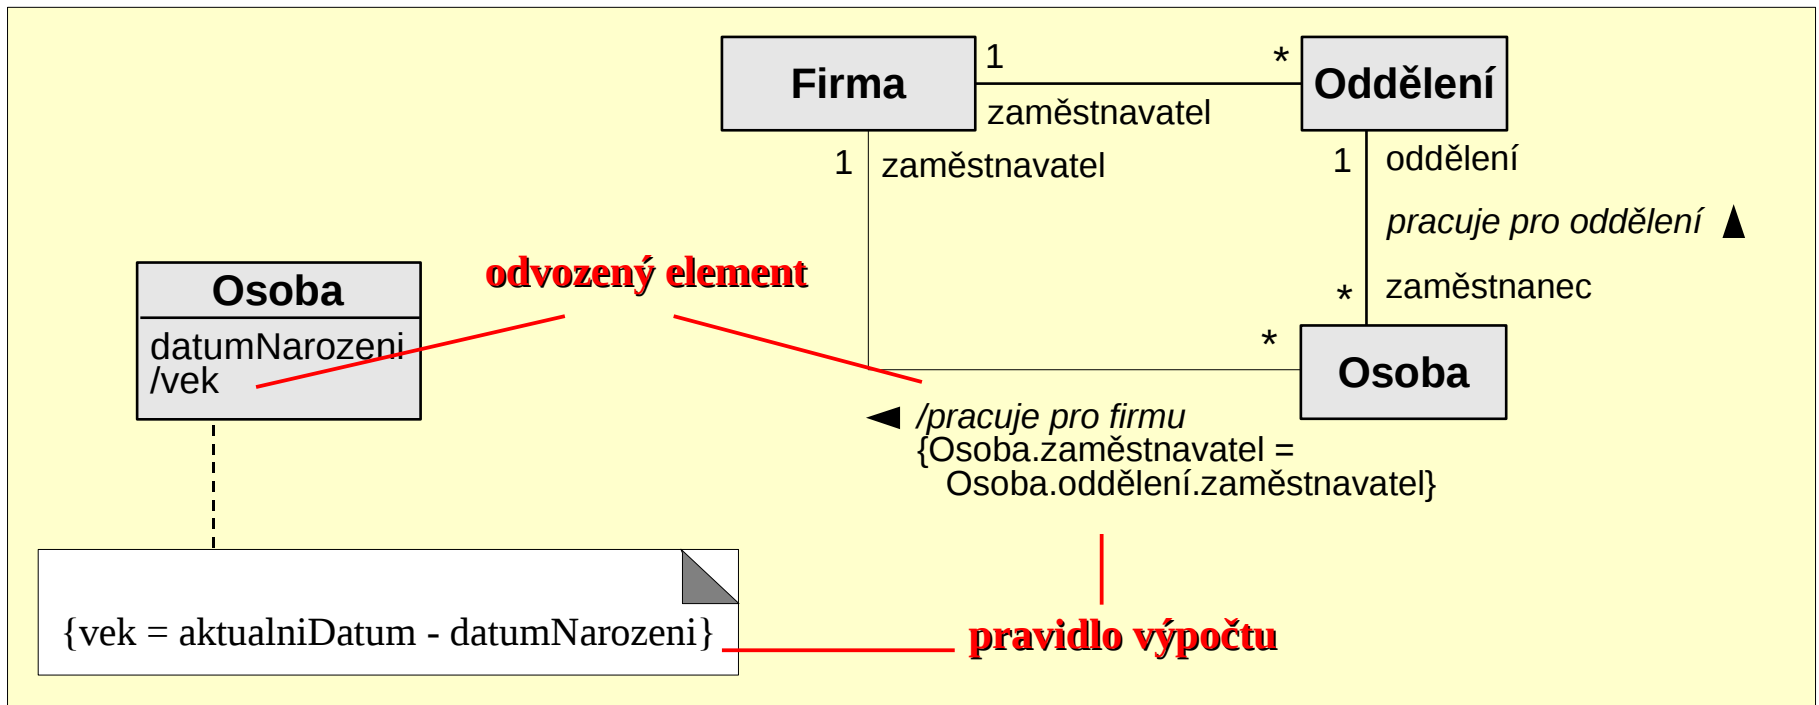 Firma
1
*
Oddělení
zaměstnavatel
1
zaměstnavatel
1
oddělení
pracuje pro oddělení
*
zaměstnanec
*
Osoba
odvozený element
Osoba
datumNarozeni
/vek
/pracuje pro firmu
{Osoba.zaměstnavatel =
Osoba.oddělení.zaměstnavatel}
{vek = aktualniDatum - datumNarozeni}
pravidlo výpočtu